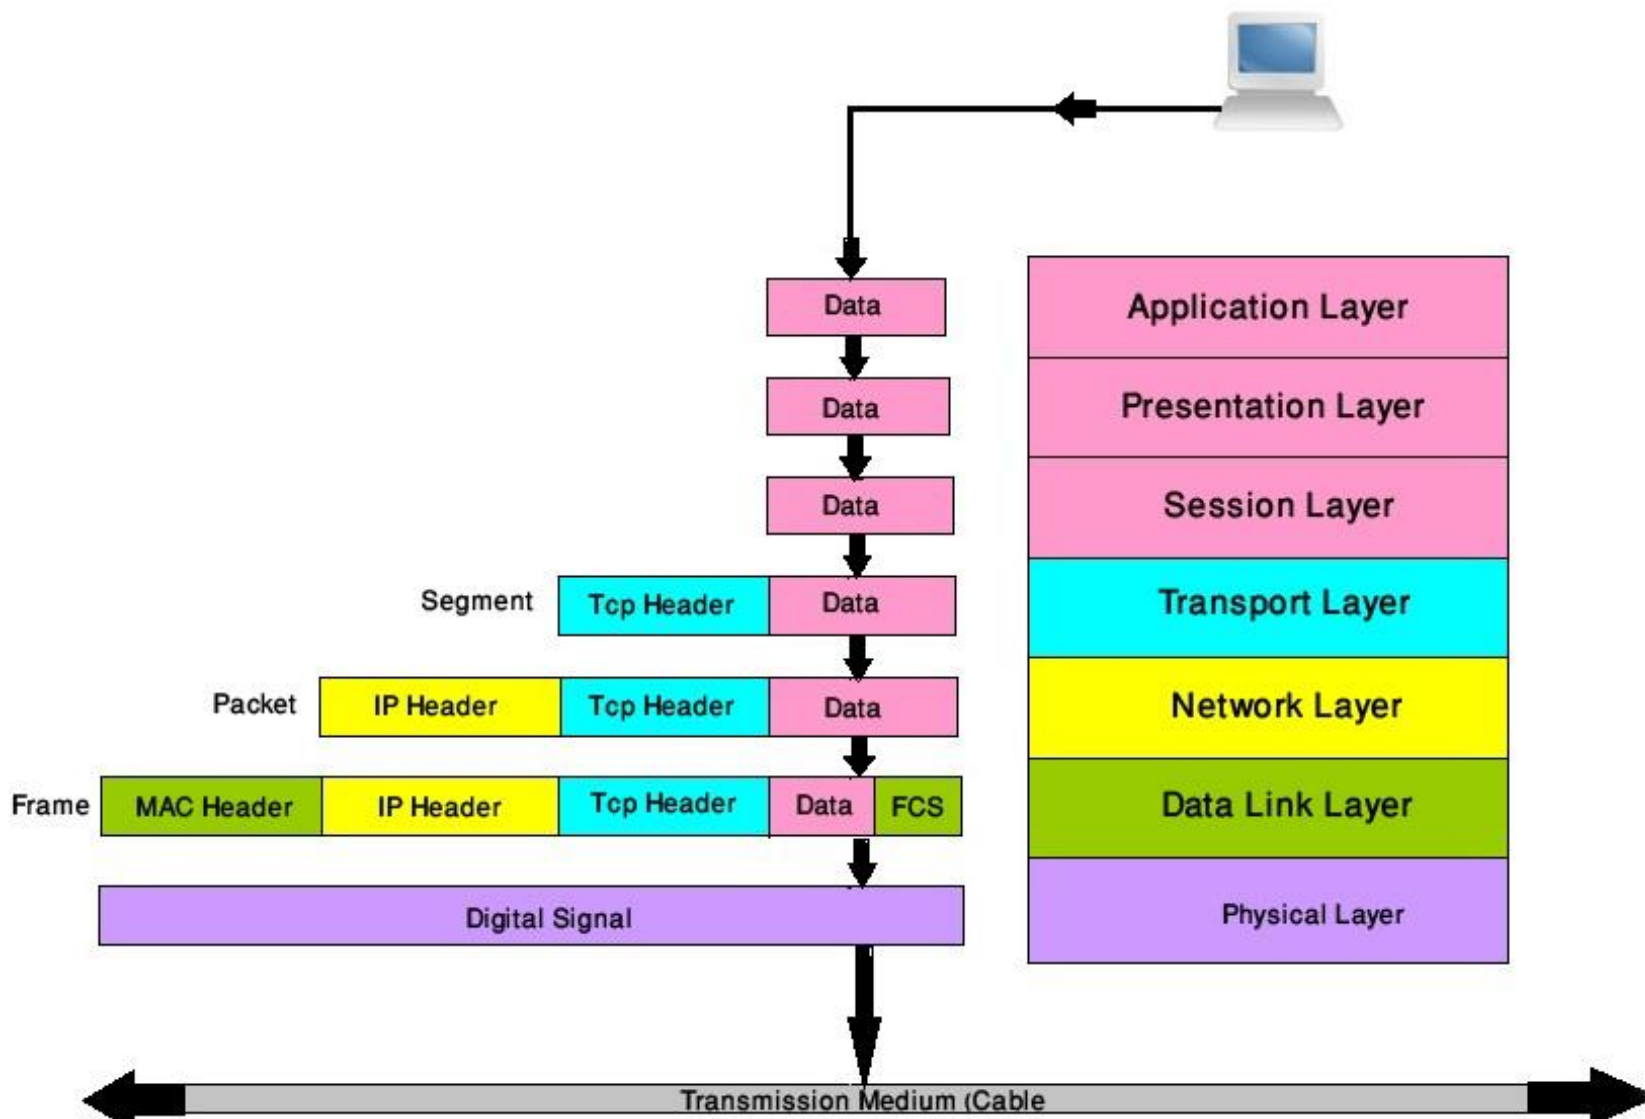 Data
Application Layer
Data
Presentation Layer
Data
Session Layer
Segment
Tcp Header
Data
Transport Layer
Packet
IP Header
Tcp Header
Data
Network Layer
Frame
MAC Header
IP Header
Tcp Header
Data
FCS
Data Link Layer
Digital Signal
Physical Layer
Transmission Medium (Cable